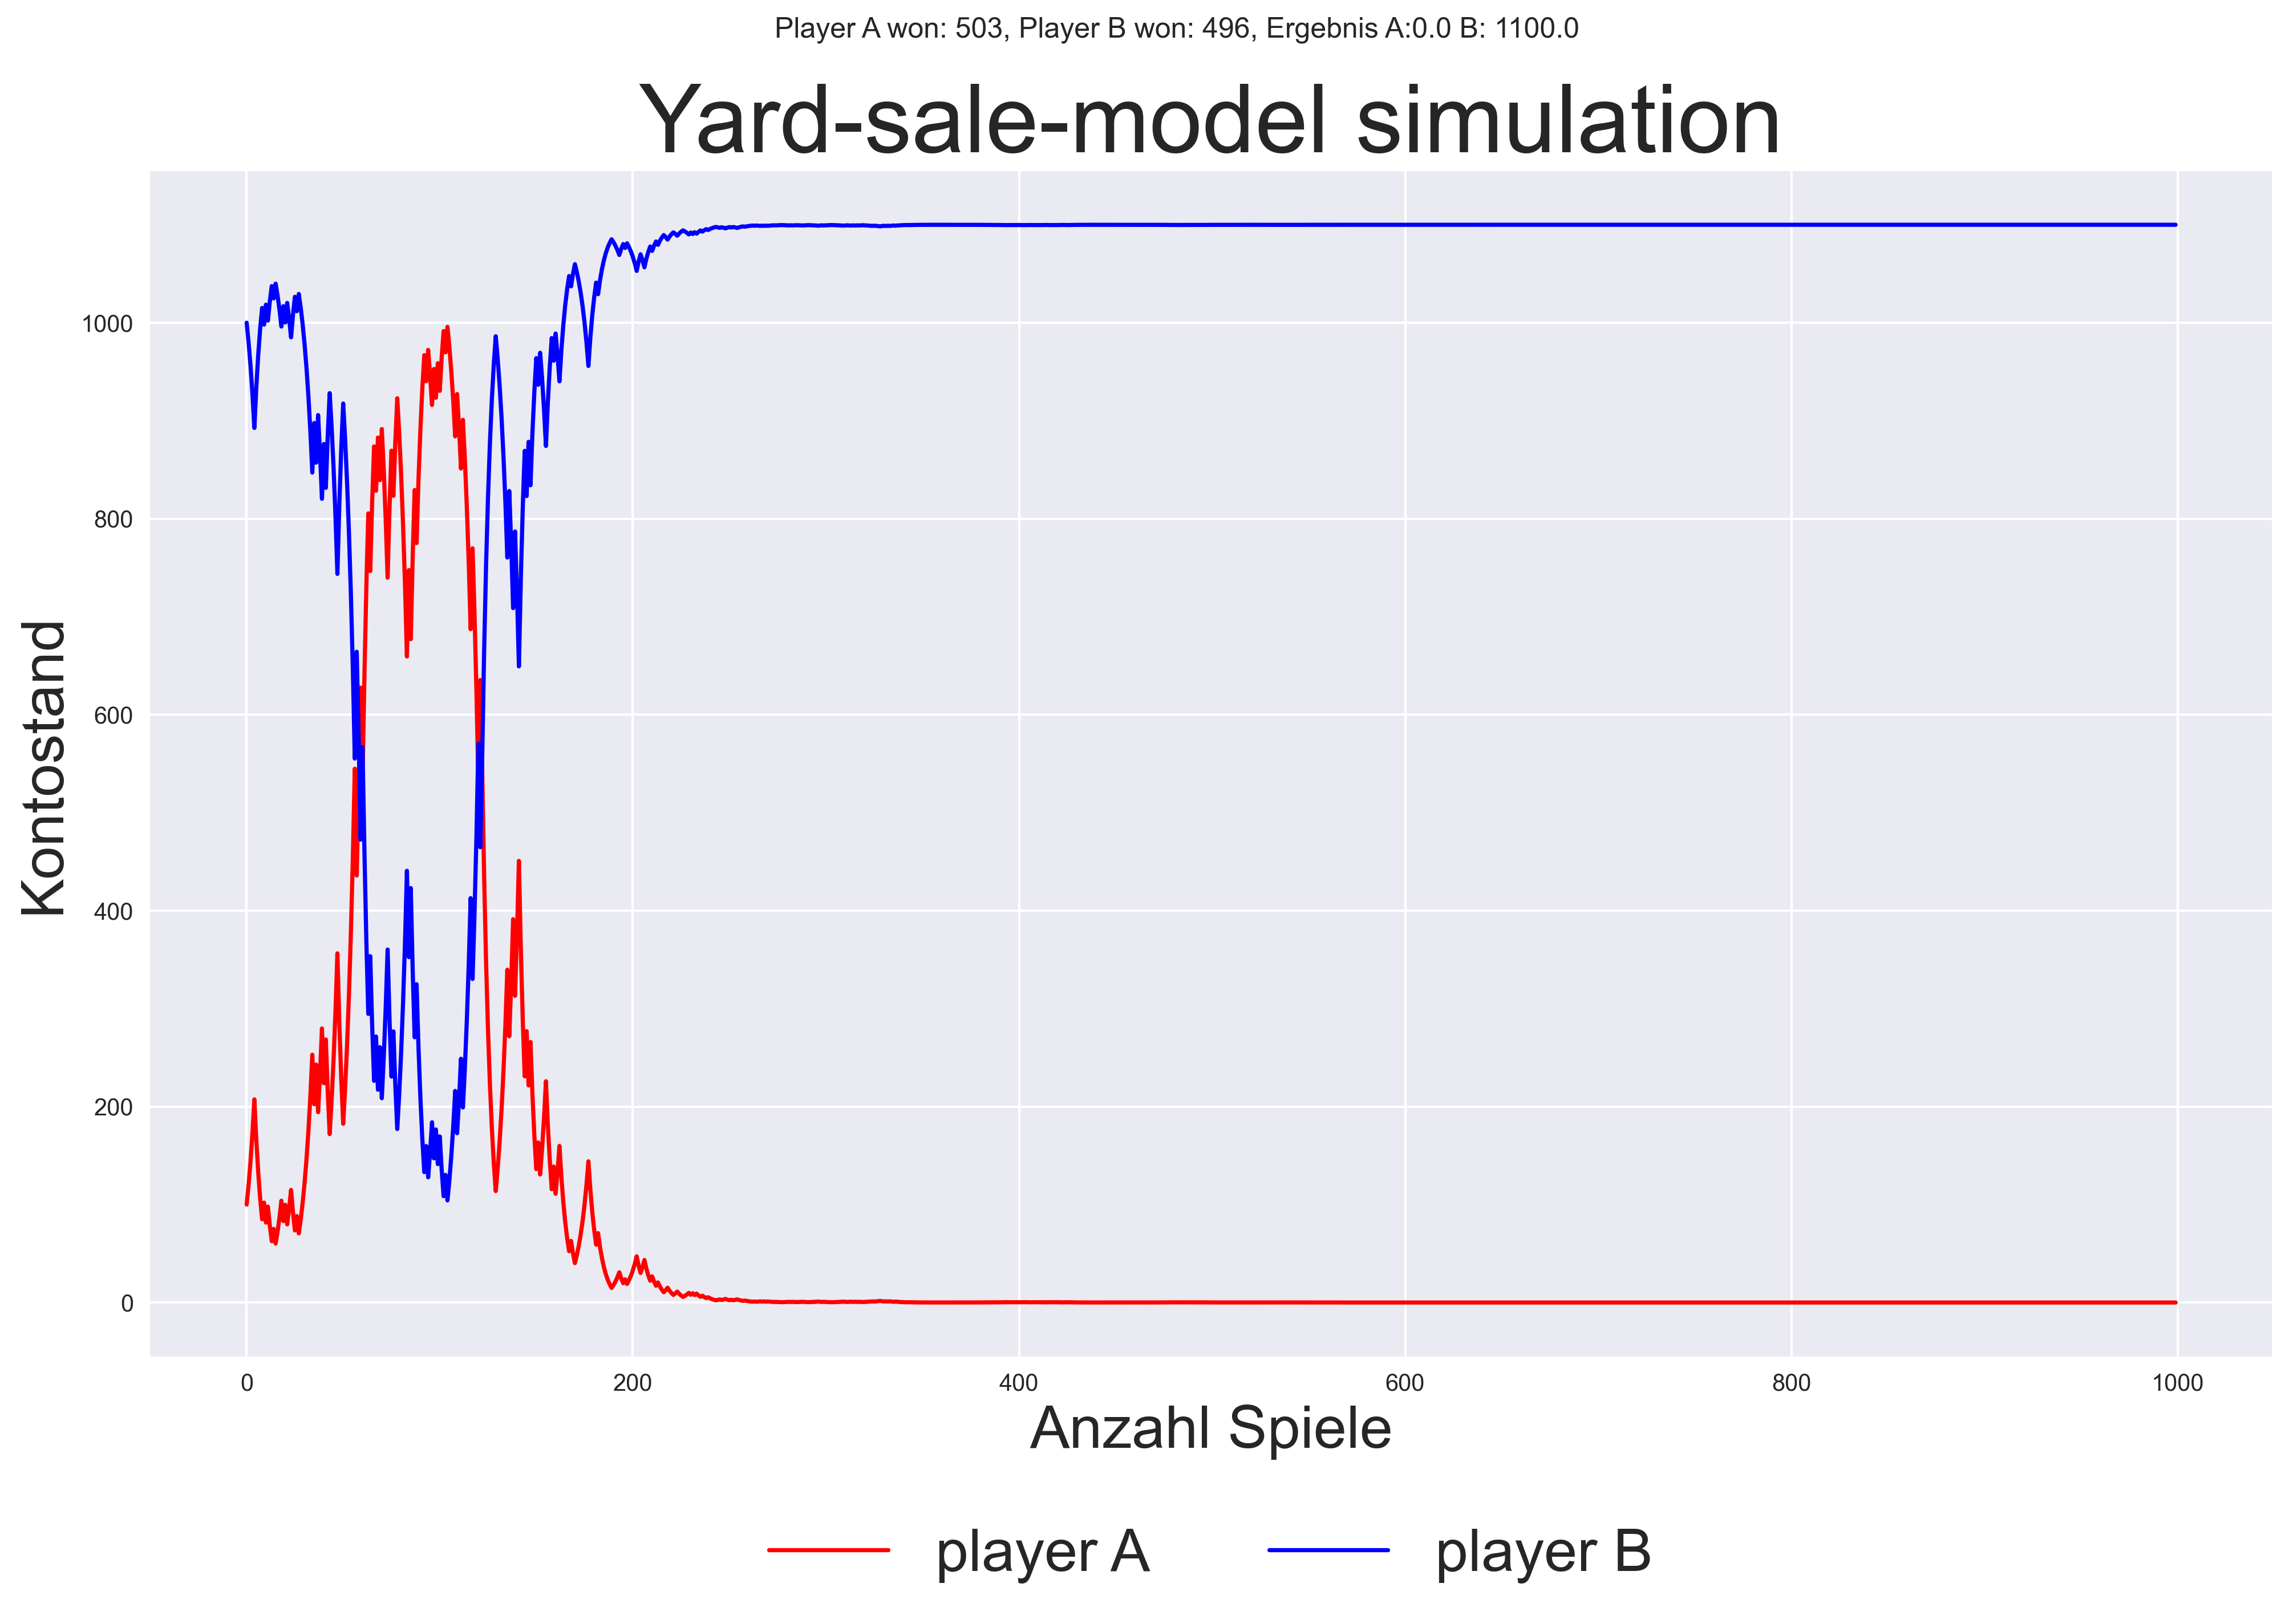 Player A won: 503, Player B won: 496, Ergebnis A:0.0 B: 1100.0
Yard-sale-model simulation
Kontostand
1000
800
600
400
200
0
0 200 400 600 800 1000
Anzahl Spiele
player A player B